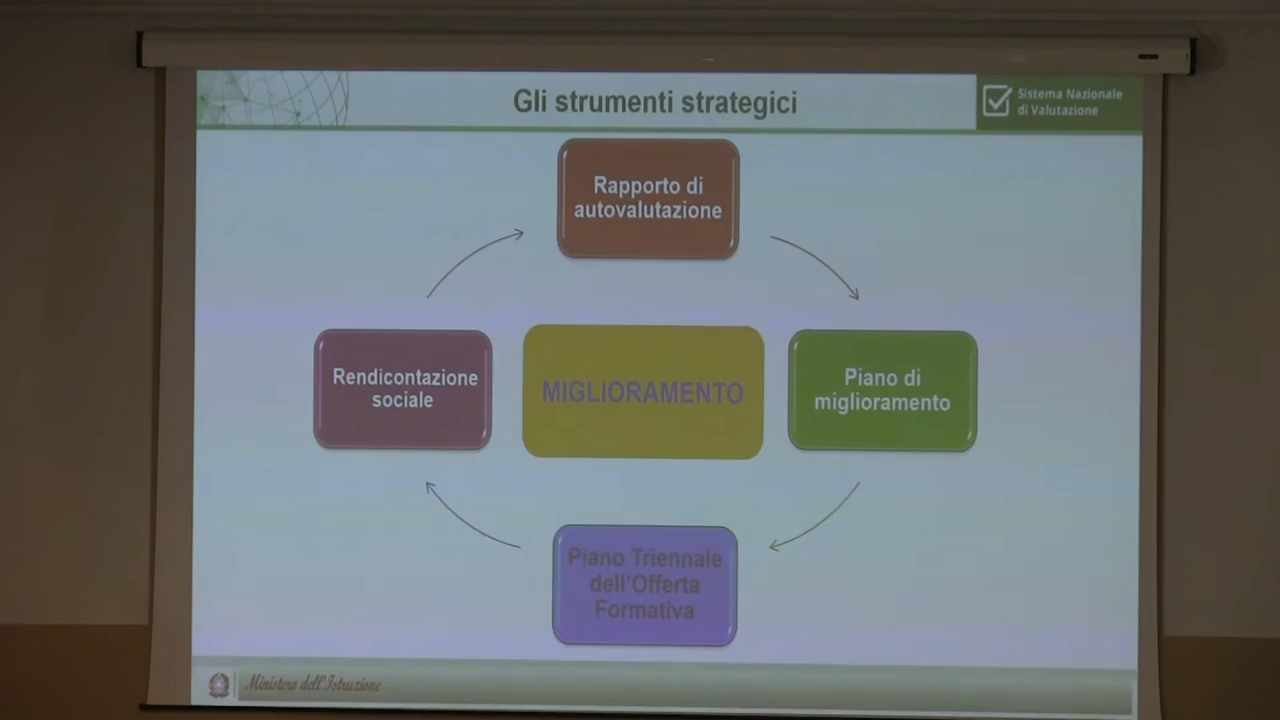 Gli strumenti strategici
Sistema Nazionale
di Valutazione
Rapporto di
autovalutazione
Rendicontazione
sociale
MIGLIORAMENTO
Piano di
miglioramento
Piano Triennale
dell'Offerta
Formativa
Ministero dell'Istruzione